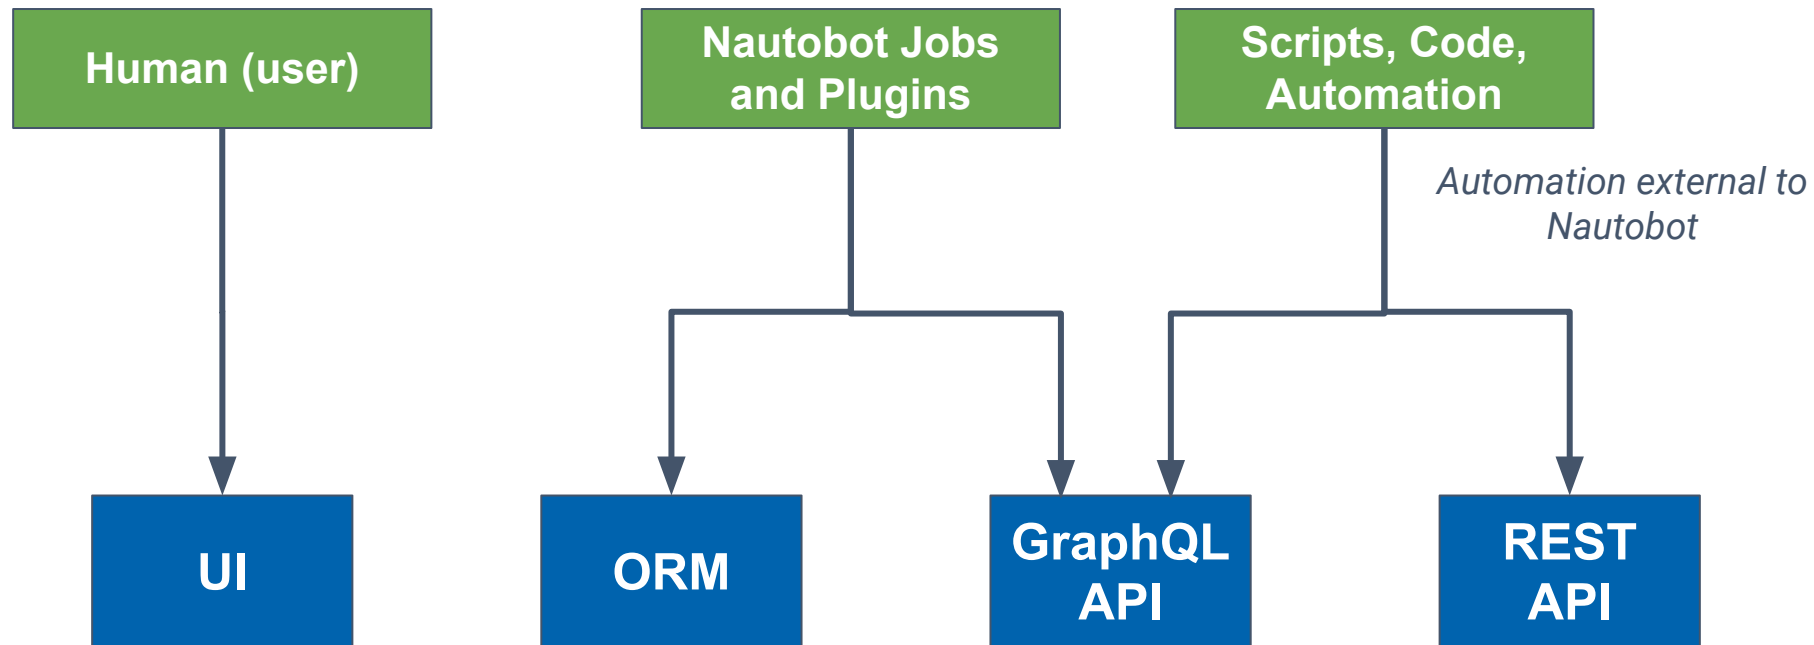 Human (user)
Nautobot Jobs
and Plugins
Scripts, Code,
Automation
Automation external to
Nautobot
UI
ORM
GraphQL
API
REST
API